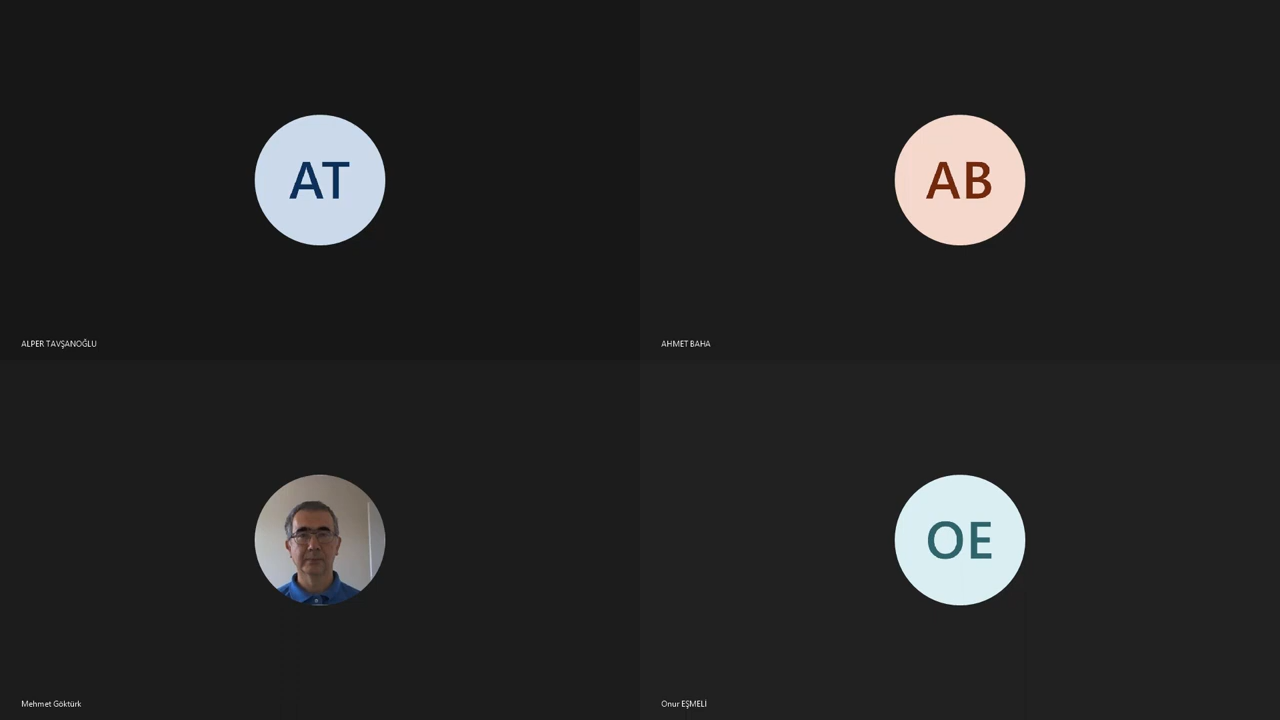 AT
ALPER TAVŞANOĞLU
AB
AHMET BAHA
Mehmet Göktürk
OE
Onur EŞMELİ